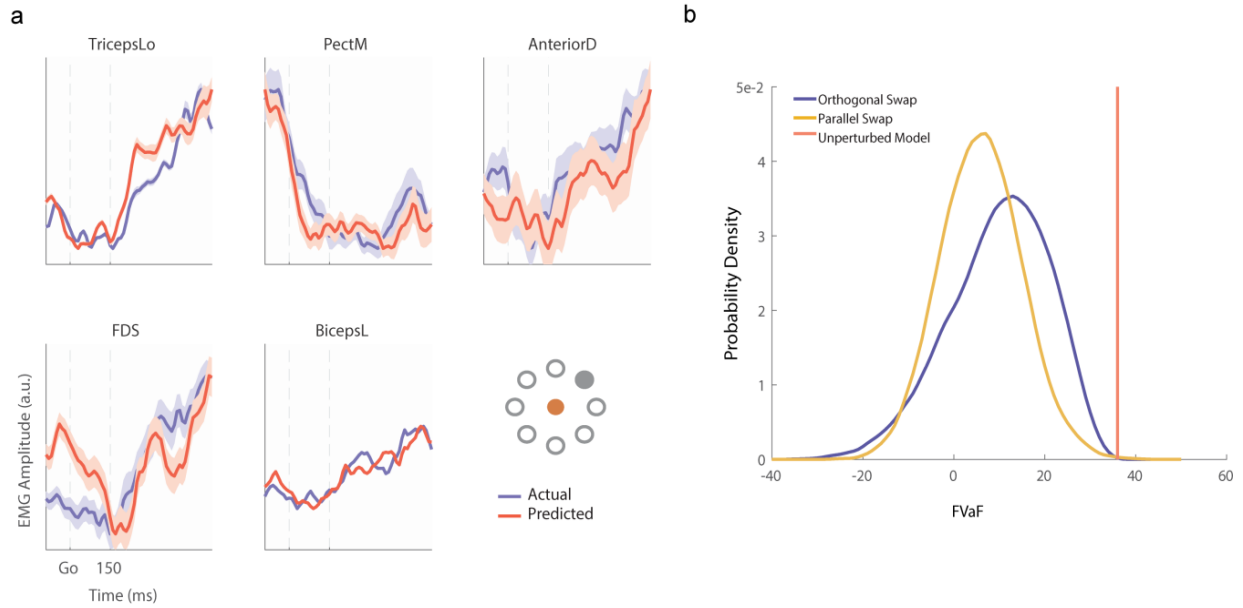 a
TricepsLo
PectM
AnteriorD
FDS
BicepsL
EMG Amplitude (a.u.)
Go
150
Time (ms)
Actual
Predicted
b
5e-2
4
3
2
1
0
Probability Density
Orthogonal Swap
Parallel Swap
Unperturbed Model
-40
-20
0
20
40
60
FVaF